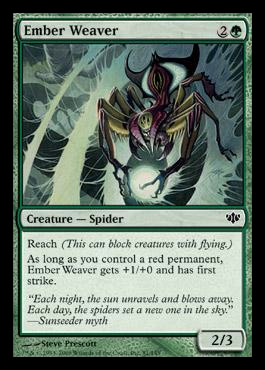 Ember Weaver 2
Creature — Spider
Reach (This can block creatures with flying.)
As long as you control a red permanent,
Ember Weaver gets +1/+0 and has first
strike.
“Each night, the sun unravels and blows away.
Each day, the spiders set a new one in the sky.”
—Sunseeder myth
2/3
Steve Prescott